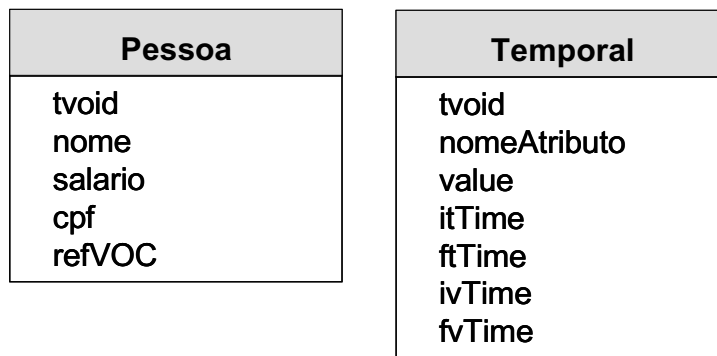 Pessoa
tvoid
nome
salario
cpf
refVOC
Temporal
tvoid
nomeAtributo
value
itTime
ftTime
ivTime
fvTime